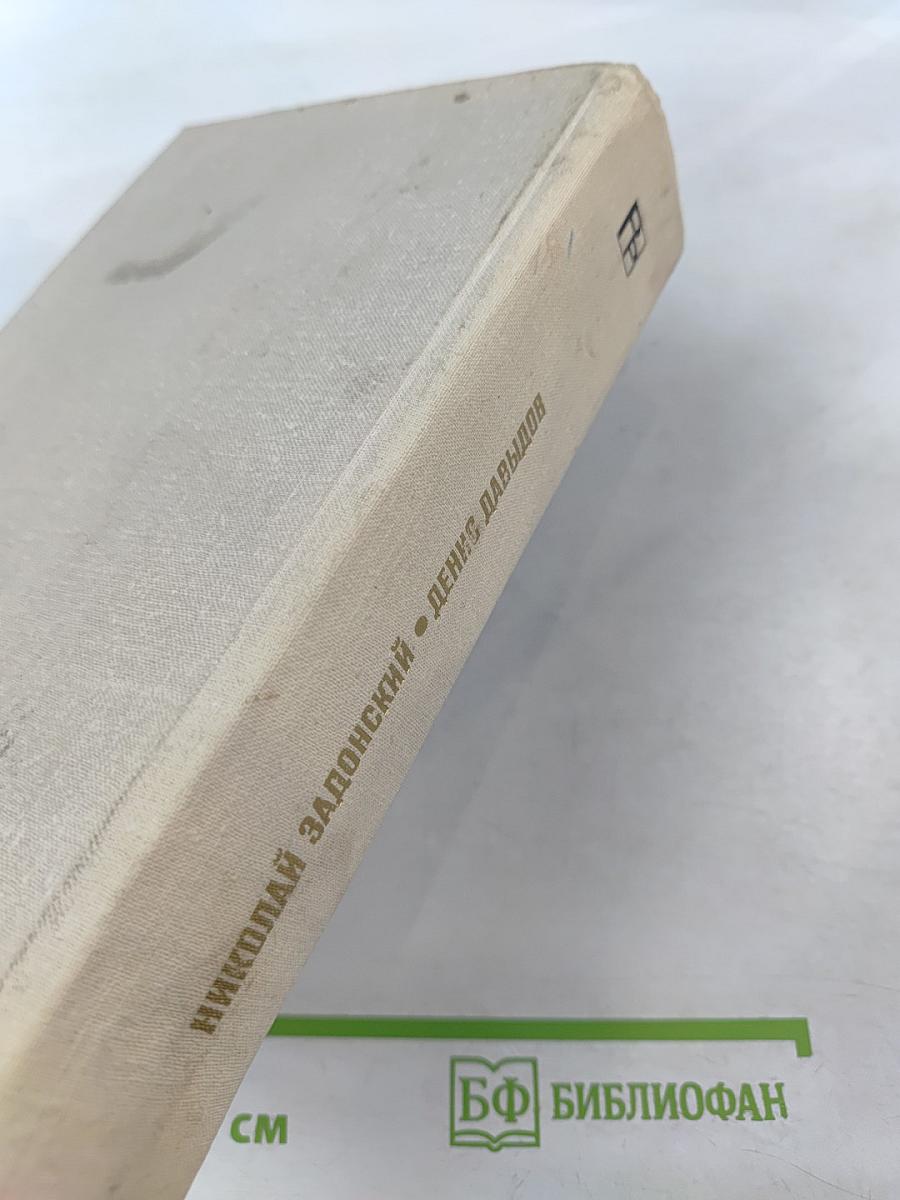 НИКОЛАЙ ЗАДОНСКИЙ • ДЕНИС ДАВЫДОВ
см
БФ БИБЛИОФАН